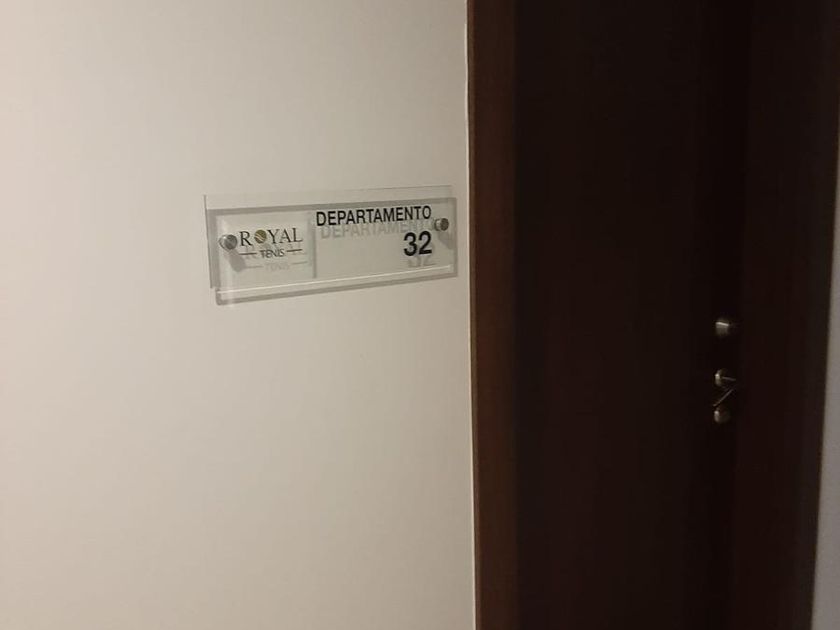 ROYAL
TENIS
DEPARTAMENTO
32